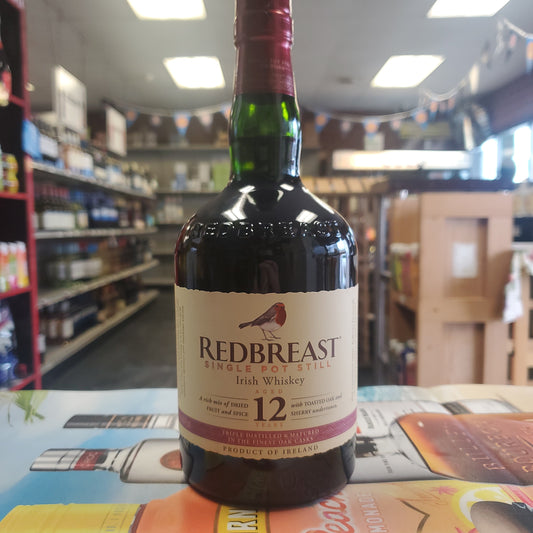 REDBREAST
REDBREAST
SINGLE POT STILL
Irish Whiskey
AGED
A rich mix of DRIED
FRUIT and SPICE
12
YEARS
with TOASTED OAK and
SHERRY undertones.
TRIPLE DISTILLED & MATURED
IN THE FINEST OAK CASKS
PRODUCT OF IRELAND